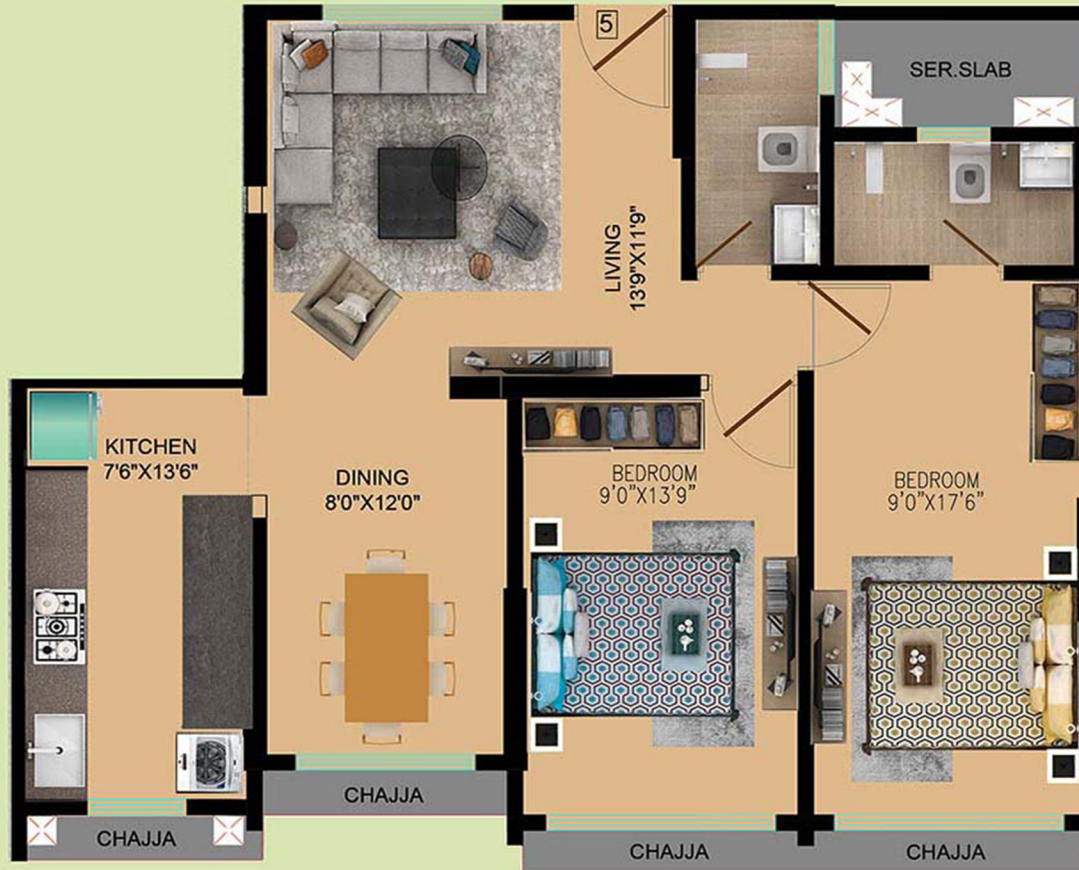 5
SER.SLAB
LIVING
13'9"X11'9"
KITCHEN
7'6"X13'6"
DINING
8'0"X12'0"
BEDROOM
9'0"X13'9"
BEDROOM
9'0"X17'6"
CHAJJA
CHAJJA
CHAJJA
CHAJJA